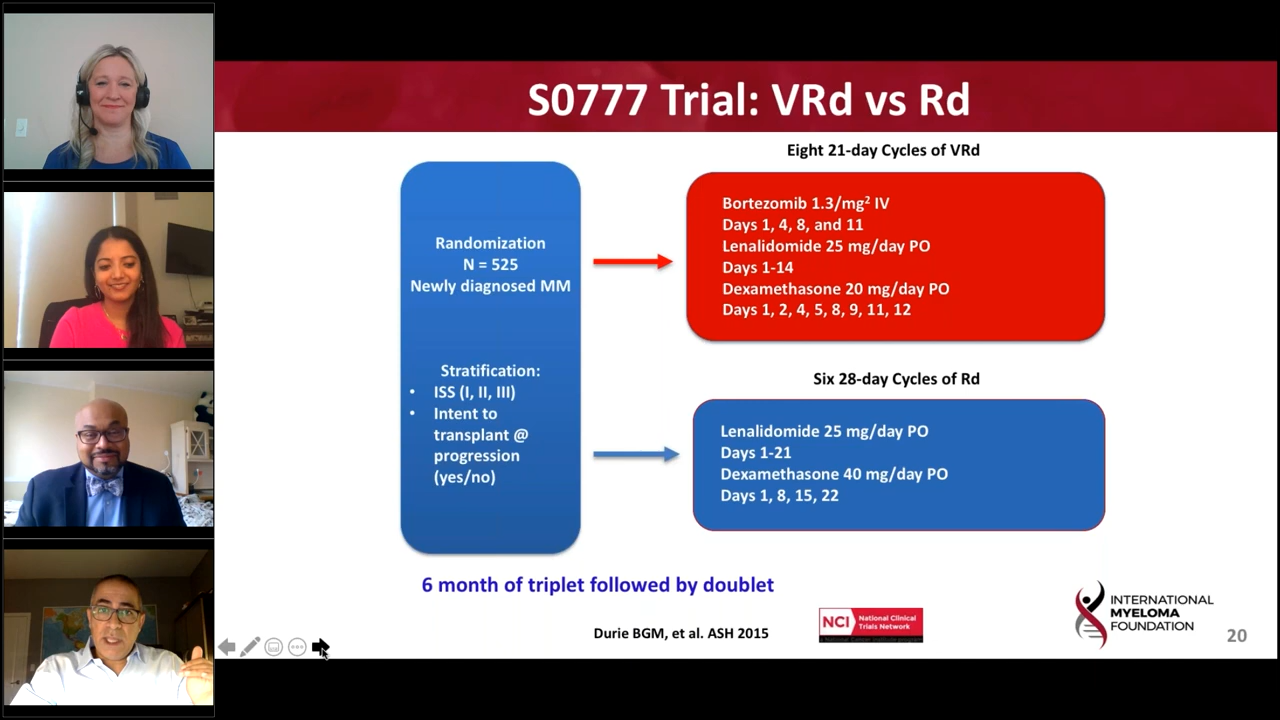 S0777 Trial: VRd vs Rd
Randomization
N = 525
Newly diagnosed MM
Stratification:
• ISS (I, II, III)
• Intent to
transplant @
progression
(yes/no)
Eight 21-day Cycles of VRd
Bortezomib 1.3/mg² IV
Days 1, 4, 8, and 11
Lenalidomide 25 mg/day PO
Days 1-14
Dexamethasone 20 mg/day PO
Days 1, 2, 4, 5, 8, 9, 11, 12
Six 28-day Cycles of Rd
Lenalidomide 25 mg/day PO
Days 1-21
Dexamethasone 40 mg/day PO
Days 1, 8, 15, 22
6 month of triplet followed by doublet
Durie BGM, et al. ASH 2015
NCI National Clinical
Trials Network
INTERNATIONAL
MYELOMA
FOUNDATION
20